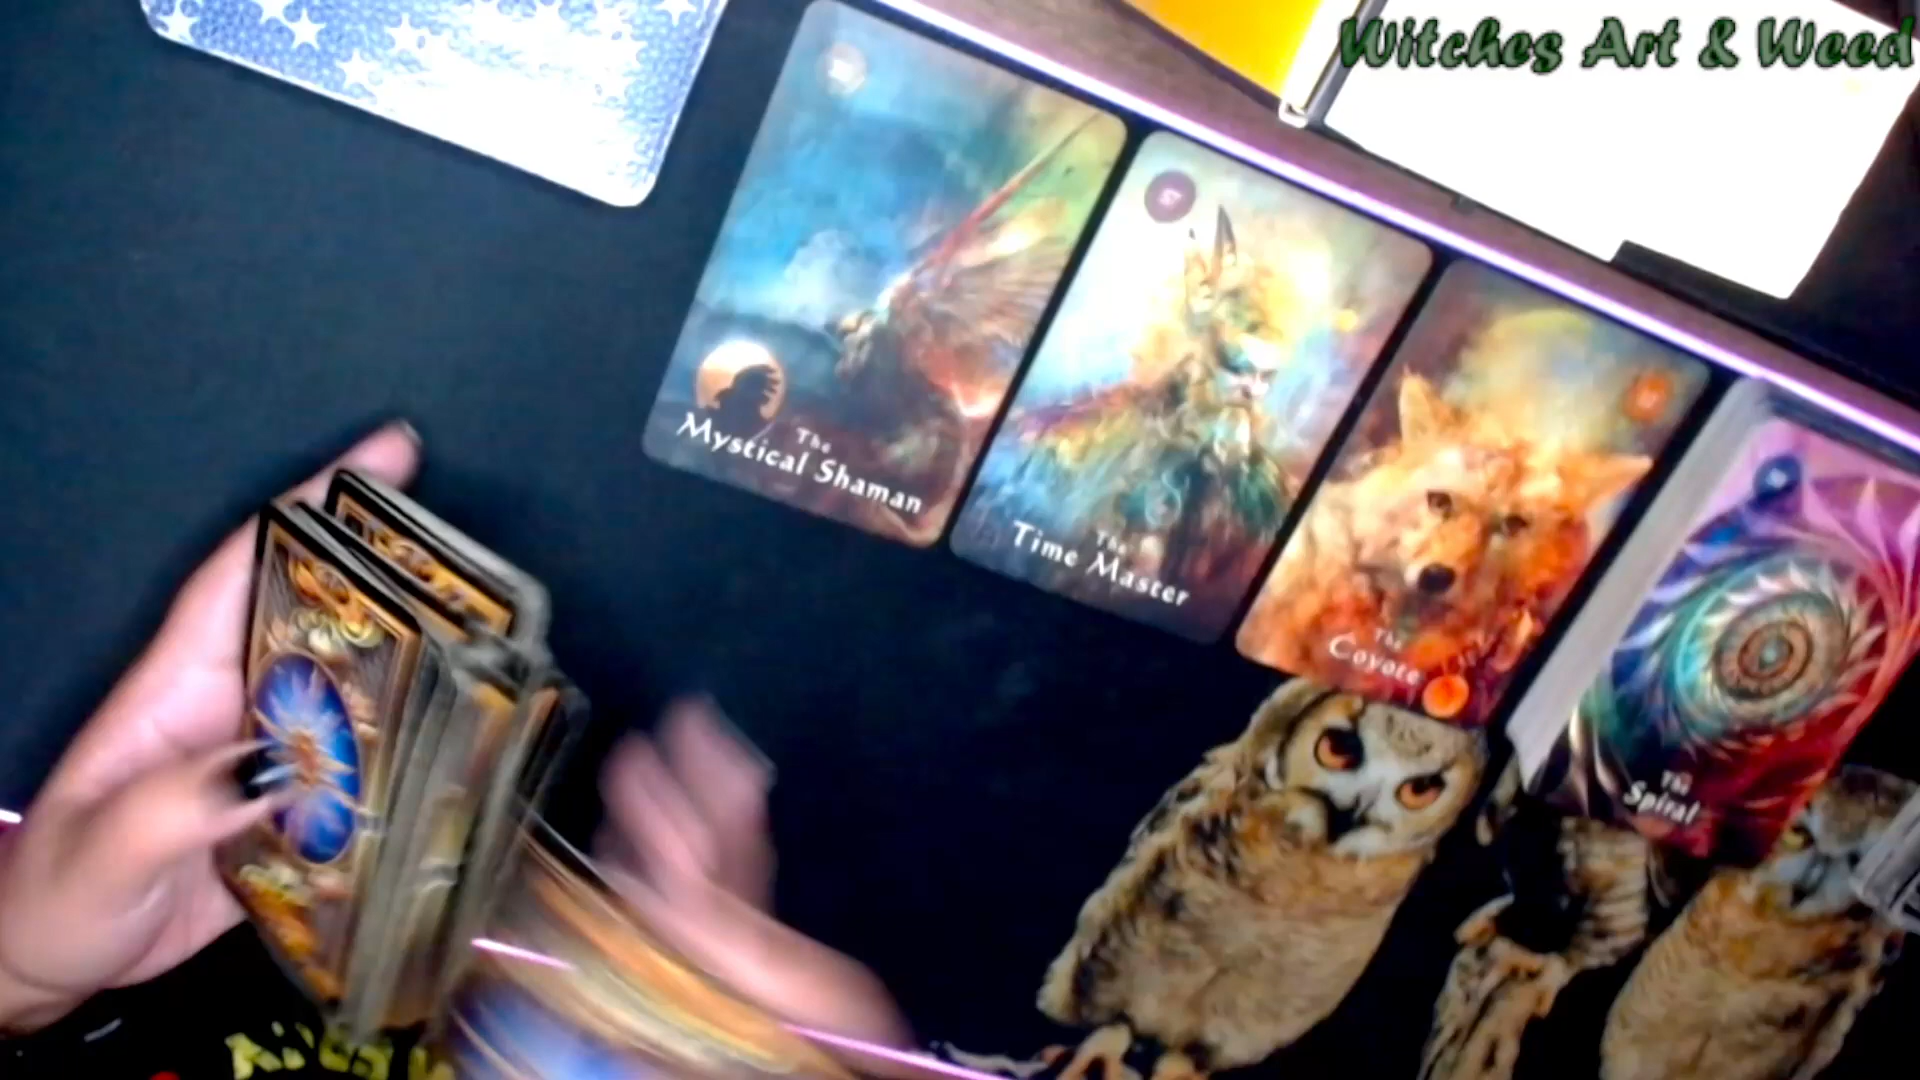 Witches Art & Weed
The
Mystical Shaman
The
Time Master
The
Coyote
The
Spiral